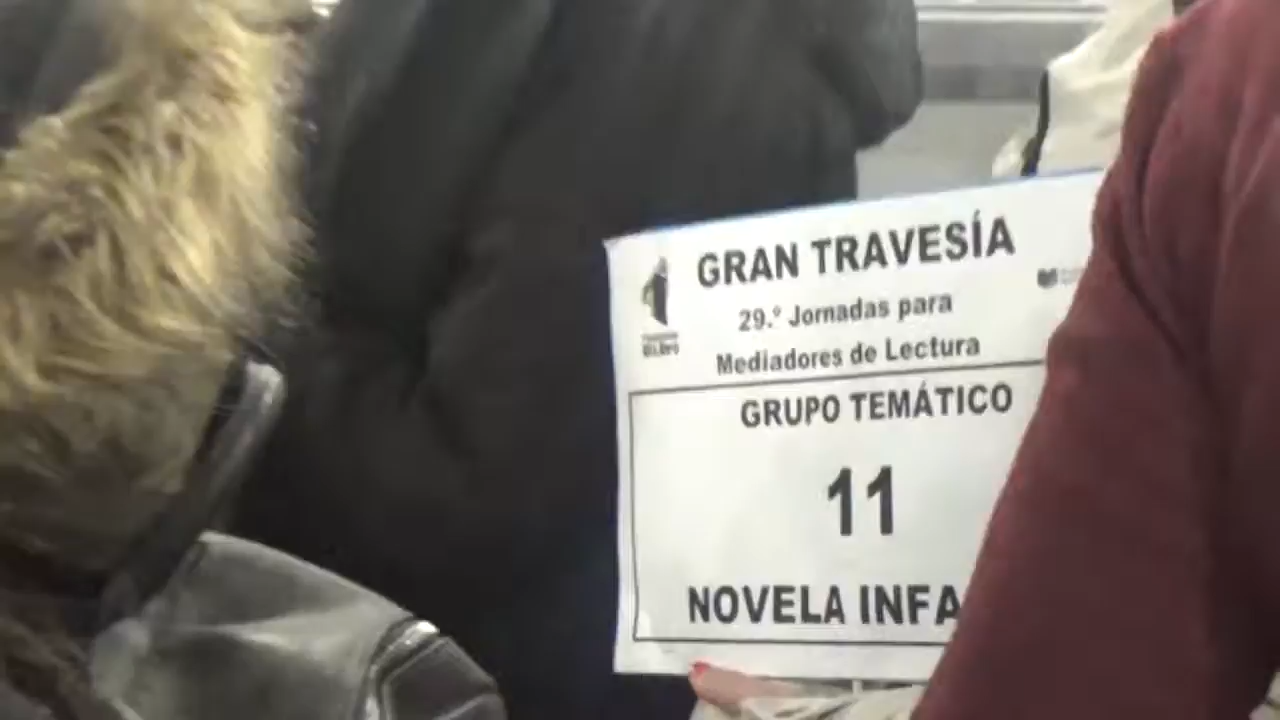 GRAN TRAVESÍA
29.º Jornadas para
Mediadores de Lectura
GRUPO TEMÁTICO
11
NOVELA INFA